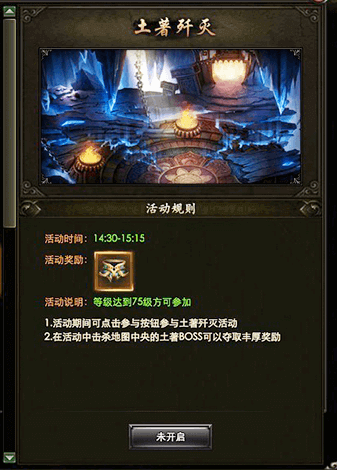 土著歼灭
活动规则
活动时间：14:30-15:15
活动奖励：
活动说明：等级达到75级方可参加
1.活动期间可点击参与按钮参与土著歼灭活动
2.在活动中击杀地图中央的土著BOSS可以夺取丰厚奖励
未开启